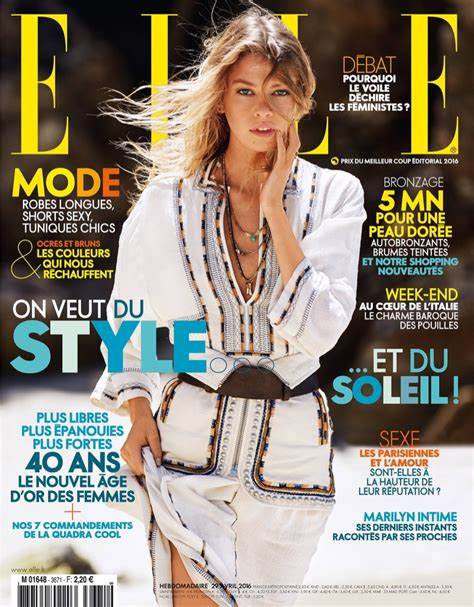 ELLE
DÉBAT
POURQUOI
LE VOILE
DÉCHIRE
LES FÉMINISTES ?
PRIX DU MEILLEUR COUP ÉDITORIAL 2016
MODE
ROBES LONGUES,
SHORTS SEXY,
TUNIQUES CHICS
&
OCRES ET BRUNS
LES COULEURS
QUI NOUS
RÉCHAUFFENT
BRONZAGE
5 MN
POUR UNE
PEAU DORÉE
AUTOBRONZANTS,
BRUMES TEINTÉES
ET NOTRE SHOPPING
NOUVEAUTÉS
WEEK-END
AU CŒUR DE L'ITALIE
LE CHARME BAROQUE
DES POUILLES
ON VEUT DU
STYLE...
... ET DU
SOLEIL !
PLUS LIBRES
PLUS ÉPANOUIES
PLUS FORTES
40 ANS
LE NOUVEL ÂGE
D'OR DES FEMMES
+
NOS 7 COMMANDEMENTS
DE LA QUADRA COOL
SEXE
LES PARISIENNES
ET L'AMOUR
SONT-ELLES
À LA HAUTEUR DE
LEUR RÉPUTATION ?
MARILYN INTIME
SES DERNIERS INSTANTS
RACONTÉS PAR SES PROCHES
www.elle.fr
M 01648 - 3671 - F: 2,20 €
HEBDOMADAIRE 29 AVRIL 2016